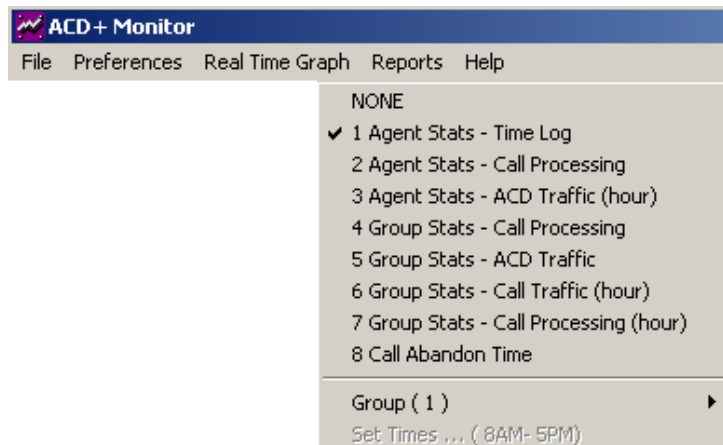 ACD+ Monitor
File Preferences Real Time Graph Reports Help
NONE
1 Agent Stats - Time Log
2 Agent Stats - Call Processing
3 Agent Stats - ACD Traffic (hour)
4 Group Stats - Call Processing
5 Group Stats - ACD Traffic
6 Group Stats - Call Traffic (hour)
7 Group Stats - Call Processing (hour)
8 Call Abandon Time
Group ( 1 )
Set Times ... ( 8AM- 5PM)